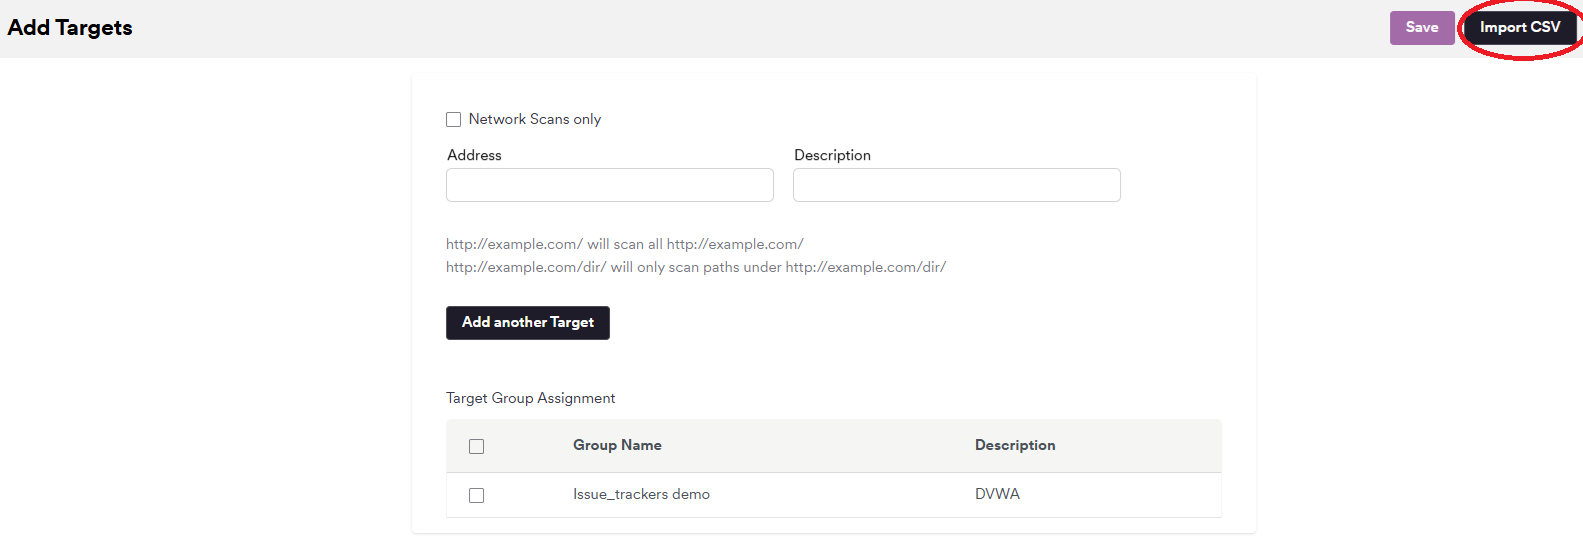 Add Targets
Save
Import CSV
Network Scans only
Address
Description
http://example.com/ will scan all http://example.com/
http://example.com/dir/ will only scan paths under http://example.com/dir/
Add another Target
Target Group Assignment
Group Name
Description
Issue_trackers demo
DVWA